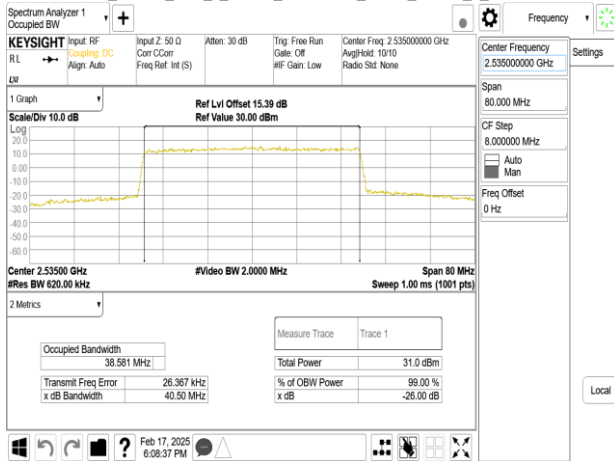 Spectrum Analyzer 1
Occupied BW
+
Frequency
KEYSIGHT
RL
LXI
Input: RF
Coupling: DC
Align: Auto
Input Z: 50 Ω
Corr CCorr
Freq Ref: Int (S)
Atten: 30 dB
Trig: Free Run
Gate: Off
#IF Gain: Low
Center Freq: 2.535000000 GHz
Avg|Hold: 10/10
Radio Std: None
Center Frequency
2.535000000 GHz
Settings
Span
80.000 MHz
CF Step
8.000000 MHz
Auto
Man
Freq Offset
0 Hz
Local
1 Graph
Scale/Div 10.0 dB
Ref Lvl Offset 15.39 dB
Ref Value 30.00 dBm
Log
20.0
10.0
0.00
-10.0
-20.0
-30.0
-40.0
-50.0
-60.0
Center 2.53500 GHz
#Video BW 2.0000 MHz
Span 80 MHz
#Res BW 620.00 kHz
Sweep 1.00 ms (1001 pts)
2 Metrics
Measure Trace
Trace 1
Occupied Bandwidth
38.581 MHz
Total Power
31.0 dBm
Transmit Freq Error
26.367 kHz
% of OBW Power
99.00 %
x dB Bandwidth
40.50 MHz
x dB
-26.00 dB
?
Feb 17, 2025
6:08:37 PM